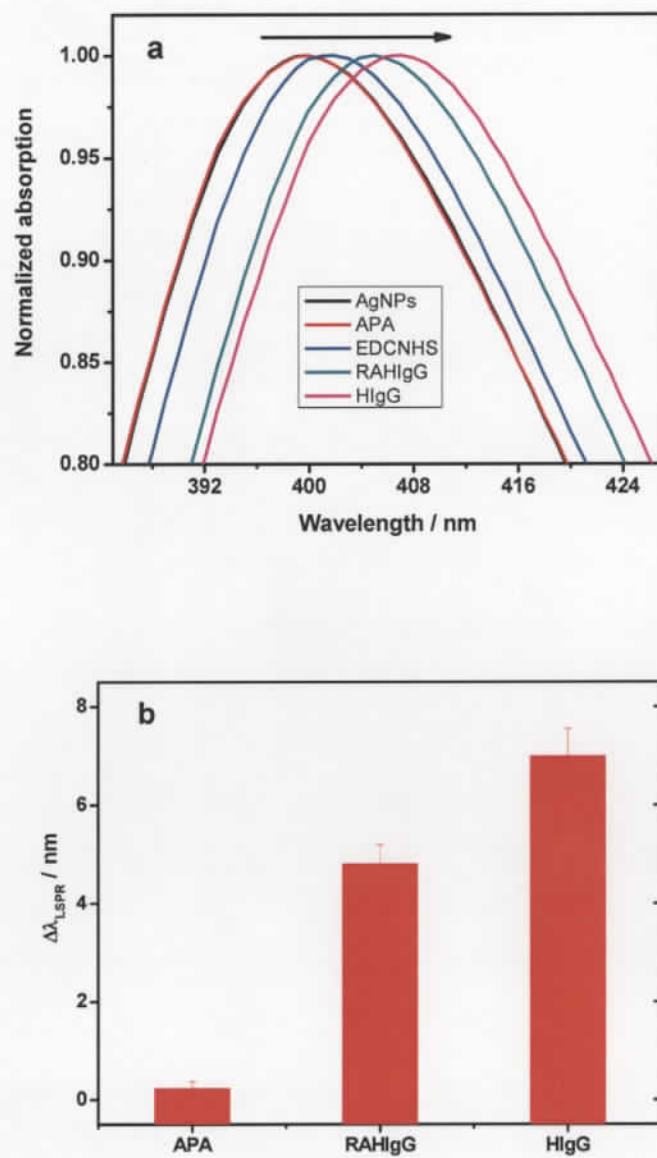 a
Normalized absorption
1.00
0.95
0.90
0.85
0.80
AgNPs
APA
EDCNHS
RAHIgG
HIgG
392 400 408 416 424
Wavelength / nm
b
Δλ_LSPR / nm
8
6
4
2
0
APA RAHIgG HIgG